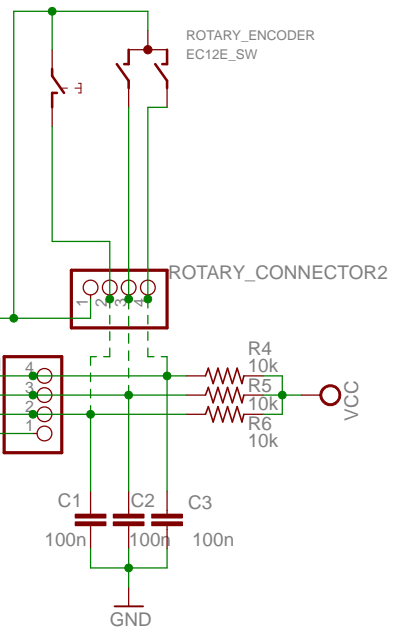 ROTARY_ENCODER
EC12E_SW
ROTARY_CONNECTOR2
1
2
3
4
4
3
2
1
R4
10k
R5
10k
R6
10k
VCC
C1
C2
C3
100n
100n
100n
GND